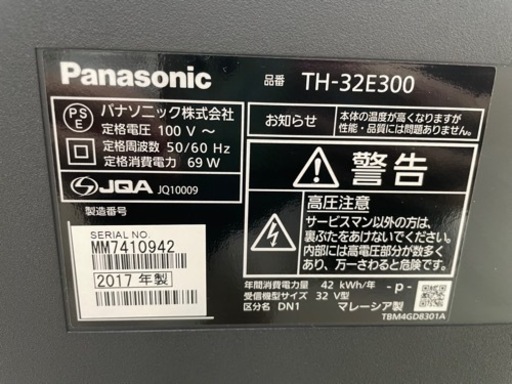 Panasonic
品番 TH-32E300
PS
E
パナソニック株式会社
定格電圧 100 V ～
定格周波数 50/60 Hz
定格消費電力 69 W
JQA JQ10009
製造番号
SERIAL NO.
MM7410942
2017 年製
お知らせ
本体の温度が高くなりますが
性能・品質には問題ありません
警告
高圧注意
サービスマン以外の方は、
裏ぶたをあけないでください。
内部には高電圧部分が数多く
あり、万一さわると危険です。
年間消費電力量 42 kWh/年
受信機型サイズ 32 V型
-p-
区分名 DN1
マレーシア製
TBM4GD8301A